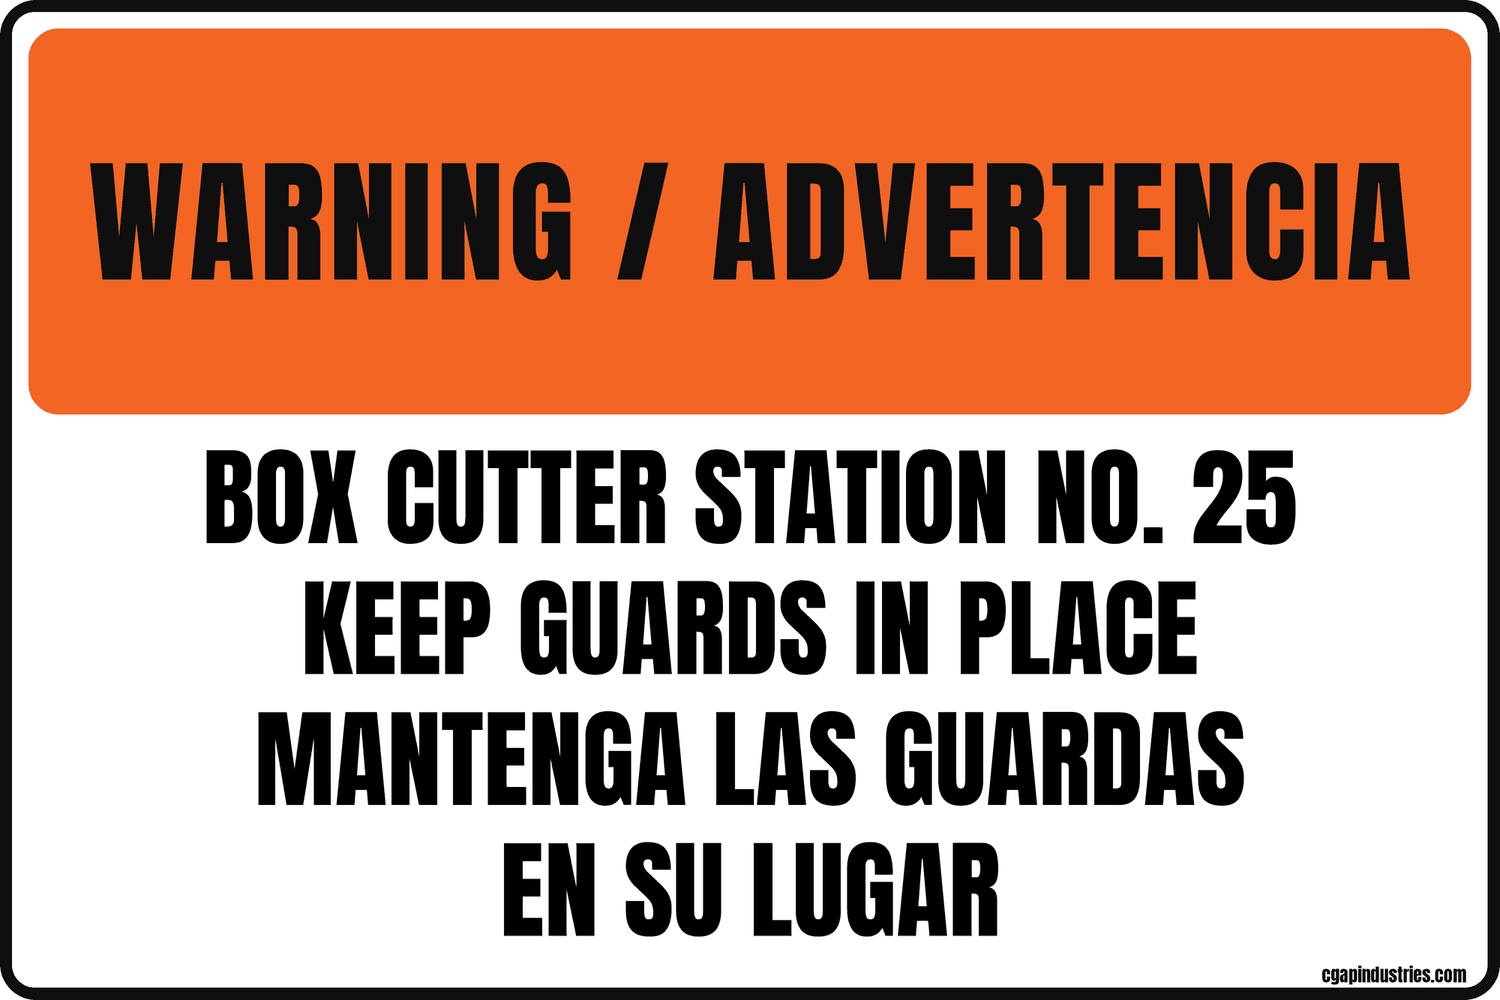 WARNING / ADVERTENCIA
BOX CUTTER STATION NO. 25
KEEP GUARDS IN PLACE
MANTENGA LAS GUARDAS
EN SU LUGAR
cgapindustries.com